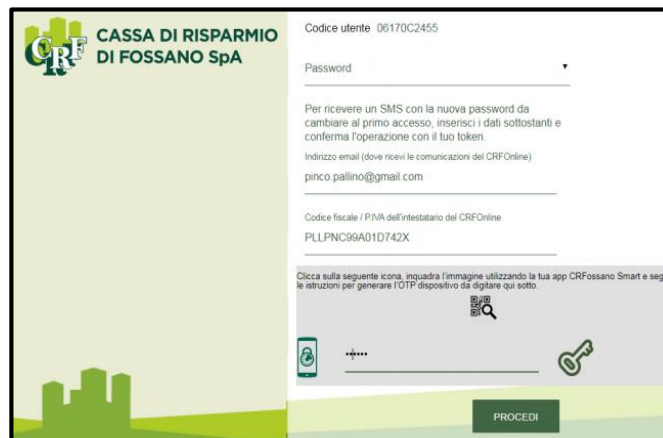 CRF
CASSA DI RISPARMIO
DI FOSSANO SpA
Codice utente 06170C2455
Password
Per ricevere un SMS con la nuova password da
cambiare al primo accesso, inserisci i dati sottostanti e
conferma l'operazione con il tuo token.
Indirizzo email (dove ricevi le comunicazioni del CRFOnline)
pinco.pallino@gmail.com
Codice fiscale / P.IVA dell'intestatario del CRFOnline
PLLPNC99A01D742X
Clicca sulla seguente icona, inquadra l'immagine utilizzando la tua app CRFossano Smart e seg
le istruzioni per generare l'OTP dispositivo da digitare qui sotto.
PROCEDI